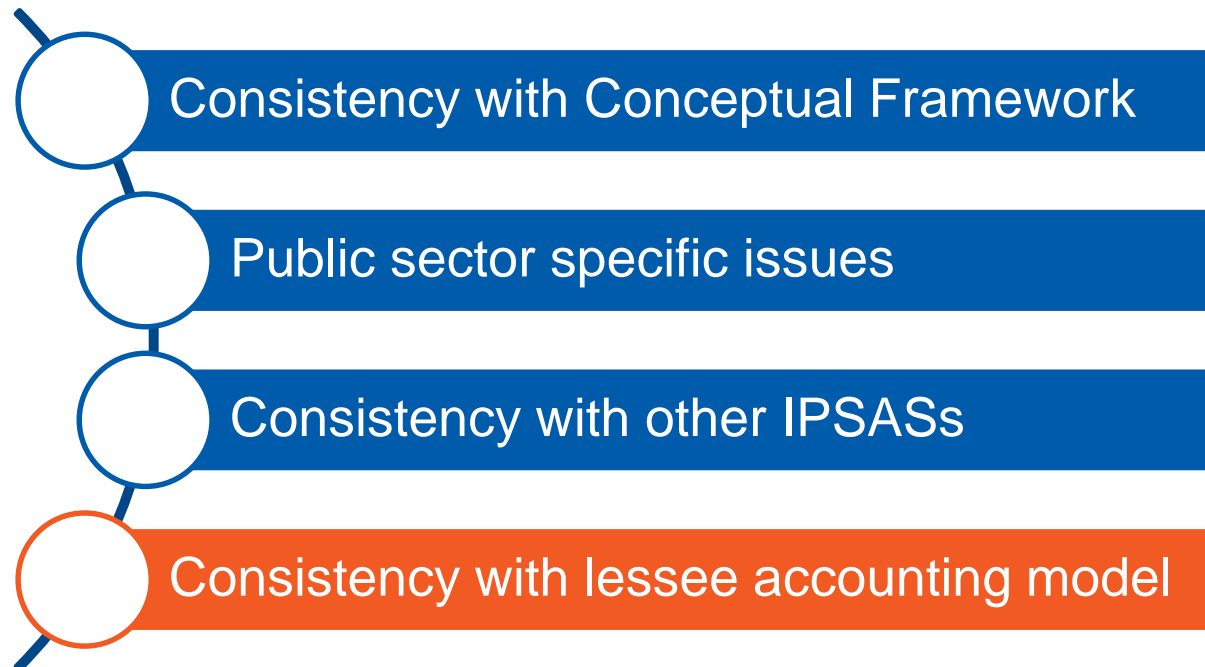 Consistency with Conceptual Framework
Public sector specific issues
Consistency with other IPSASs
Consistency with lessee accounting model